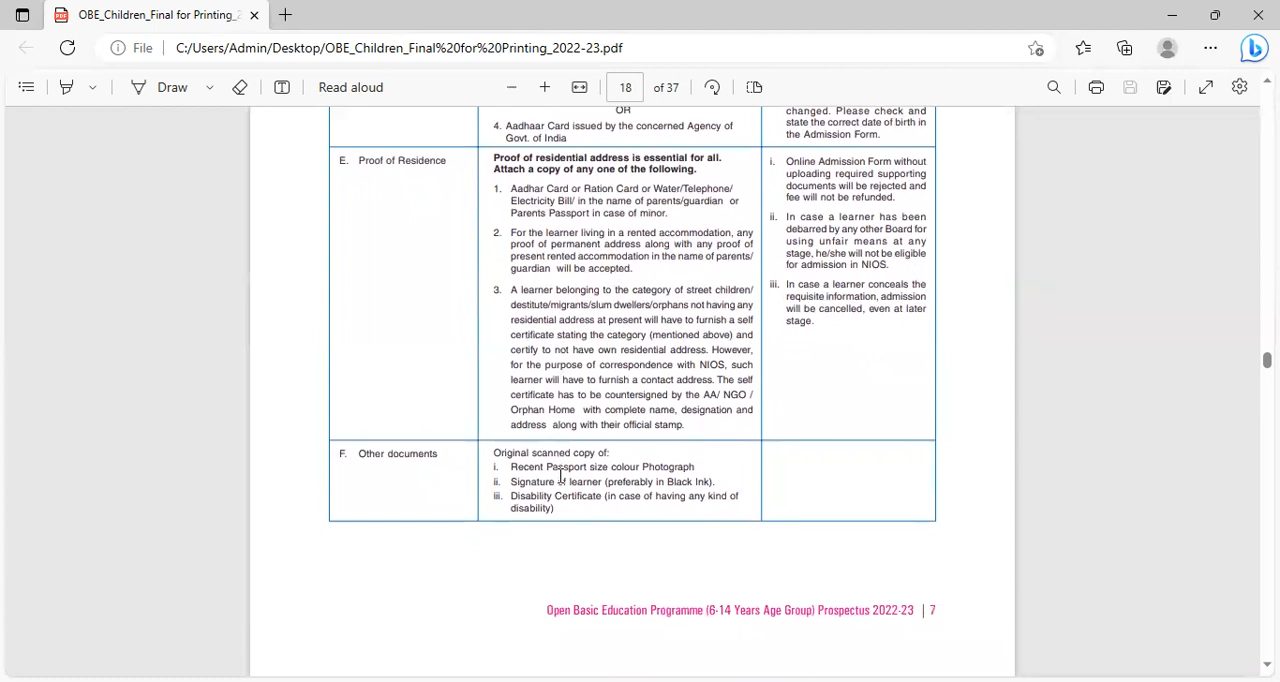 OBE_Children_Final for Printing_2
File
C:/Users/Admin/Desktop/OBE_Children_Final%20for%20Printing_2022-23.pdf
Draw
Read aloud
18
of 37
OR
4. Aadhaar Card issued by the concerned Agency of
Govt. of India
changed. Please check and
state the correct date of birth in
the Admission Form.
E. Proof of Residence
Proof of residential address is essential for all.
Attach a copy of any one of the following.
1. Aadhar Card or Ration Card or Water/Telephone/
Electricity Bill/ in the name of parents/guardian or
Parents Passport in case of minor.
2. For the learner living in a rented accommodation, any
proof of permanent address along with any proof of
present rented accommodation in the name of parents/
guardian will be accepted.
3. A learner belonging to the category of street children/
destitute/migrants/slum dwellers/orphans not having any
residential address at present will have to furnish a self
certificate stating the category (mentioned above) and
certify to not have own residential address. However,
for the purpose of correspondence with NIOS, such
learner will have to furnish a contact address. The self
certificate has to be countersigned by the AA/ NGO /
Orphan Home with complete name, designation and
address along with their official stamp.
i. Online Admission Form without
uploading required supporting
documents will be rejected and
fee will not be refunded.
ii. In case a learner has been
debarred by any other Board for
using unfair means at any
stage, he/she will not be eligible
for admission in NIOS.
iii. In case a learner conceals the
requisite information, admission
will be cancelled, even at later
stage.
F. Other documents
Original scanned copy of:
i. Recent Passport size colour Photograph
ii. Signature of learner (preferably in Black Ink).
iii. Disability Certificate (in case of having any kind of
disability)
Open Basic Education Programme (6-14 Years Age Group) Prospectus 2022-23 | 7